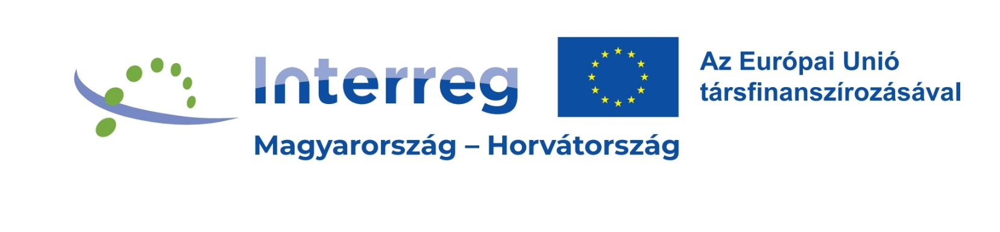 Interreg
Az Európai Unió
társfinanszírozásával
Magyarország – Horvátország